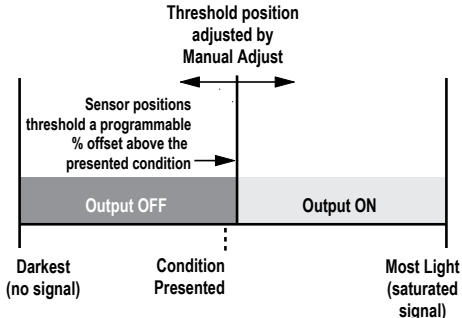 Threshold position
adjusted by
Manual Adjust
Sensor positions
threshold a programmable
% offset above the
presented condition
Output OFF
Output ON
Darkest
(no signal)
Condition
Presented
Most Light
(saturated
signal)